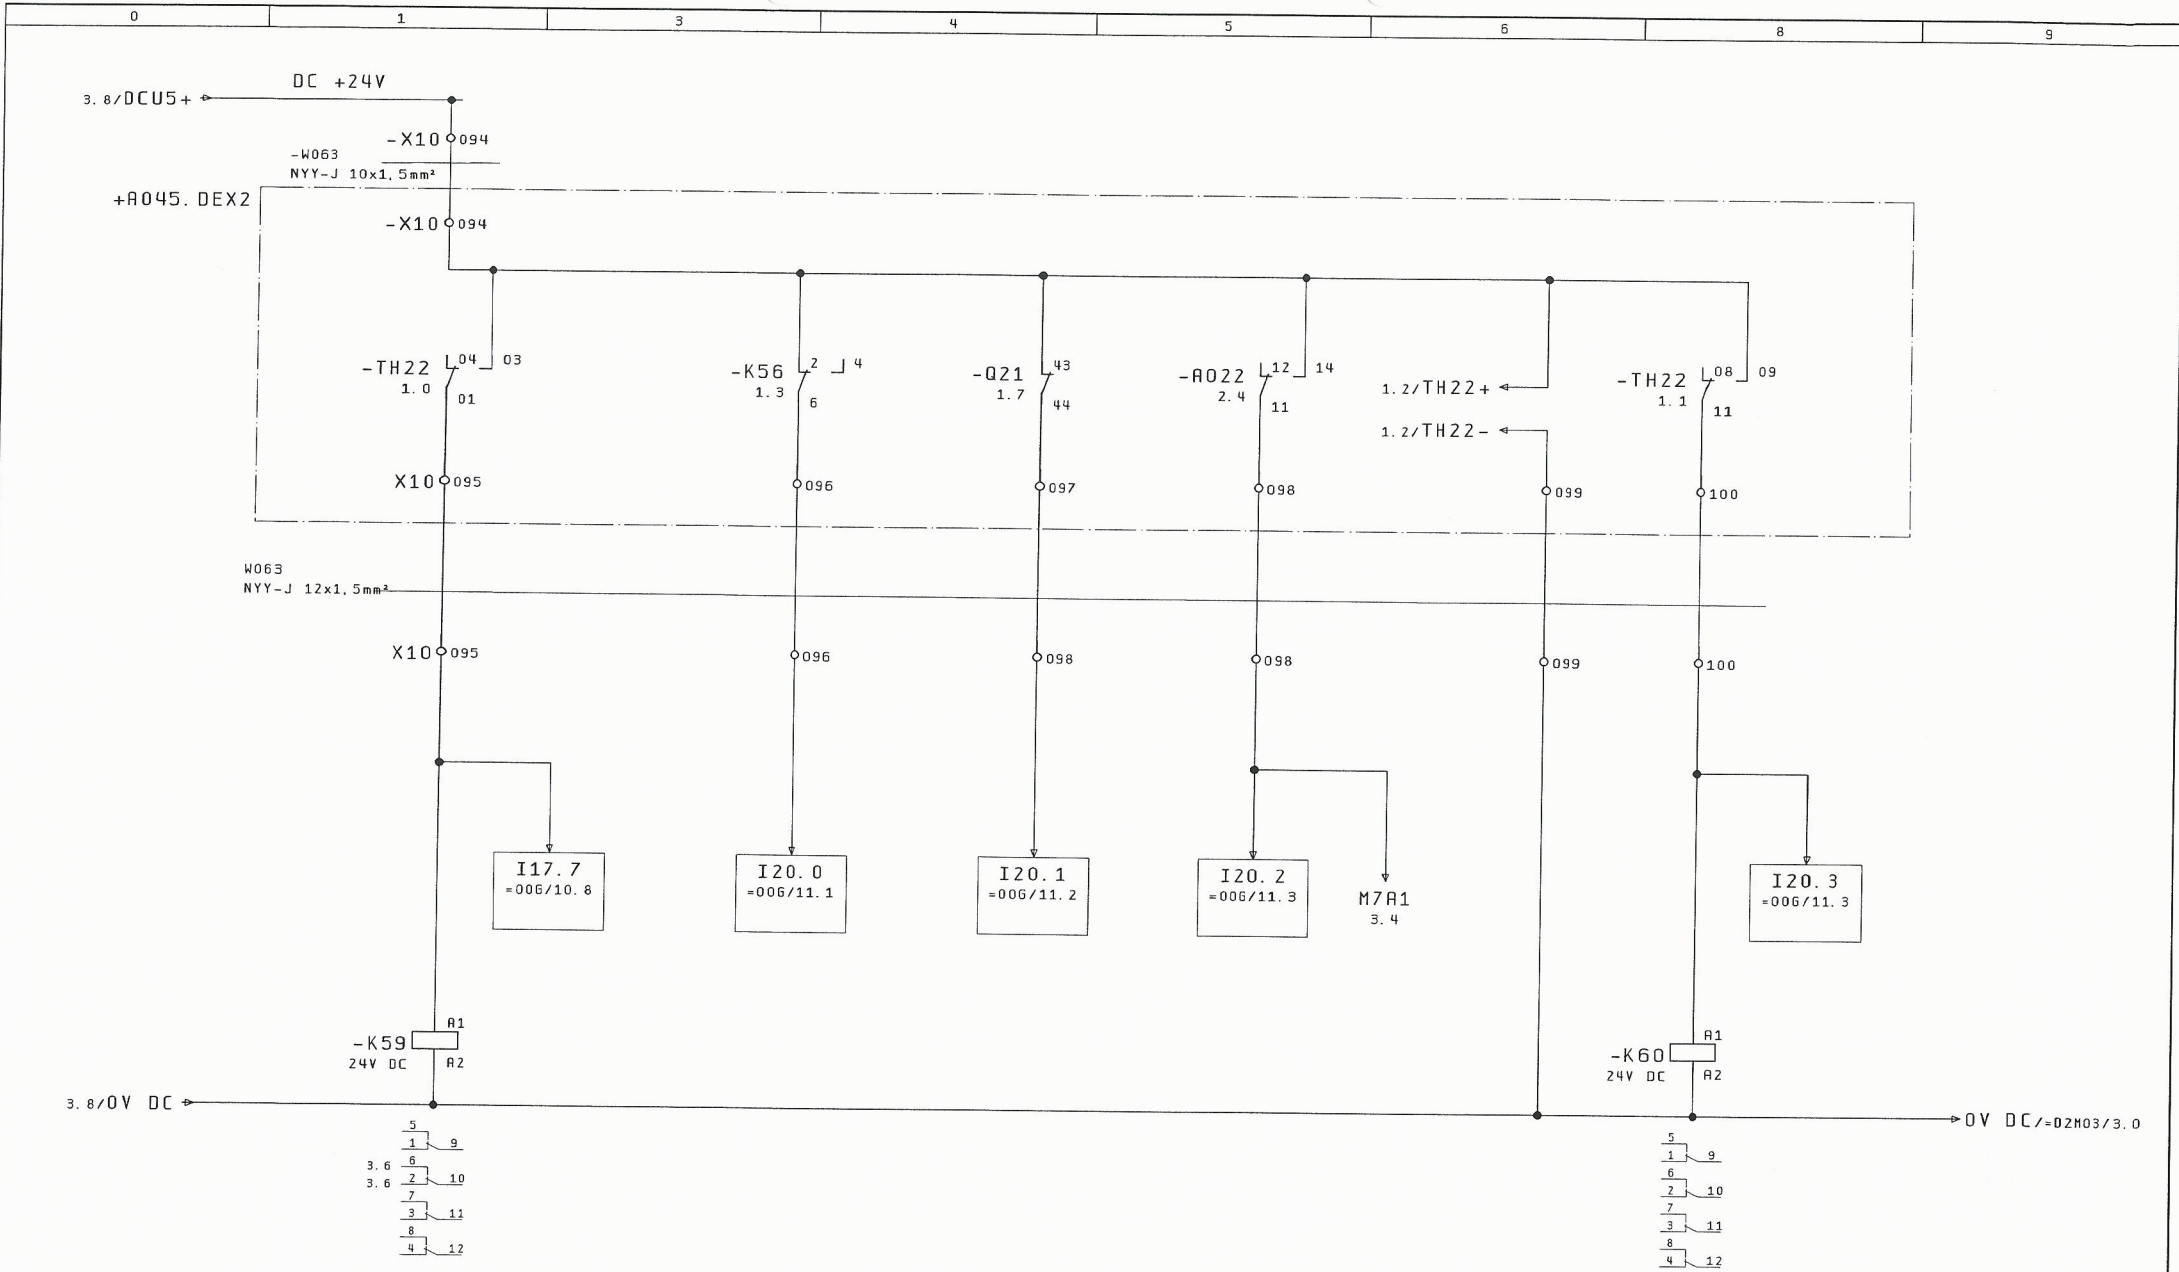 0 1 3 4 5 6 8 9
DC +24V
3.8/DCU5+
-X10 094
-W063
NYY-J 10x1,5mm²
+A045.DEX2
-X10 094
-TH22 04 03
1.0 01
-K56 2 4
1.3 6
-Q21 43
1.7 44
-A022 12 14
2.4 11
1.2/TH22+
1.2/TH22-
-TH22 08 09
1.1 11
X10 095 096 097 098 099 100
W063
NYY-J 12x1,5mm²
X10 095 096 098 098 099 100
I17.7
=00G/10.8
I20.0
=00G/11.1
I20.1
=00G/11.2
I20.2
=00G/11.3
M7A1
3.4
I20.3
=00G/11.3
A1
-K59
24V DC A2
A1
-K60
24V DC A2
3.8/0V DC
0V DC/=02M03/3.0
5
1 9
3.6 6
3.6 2 10
7
3 11
8
4 12
5
1 9
6
2 10
7
3 11
8
4 12